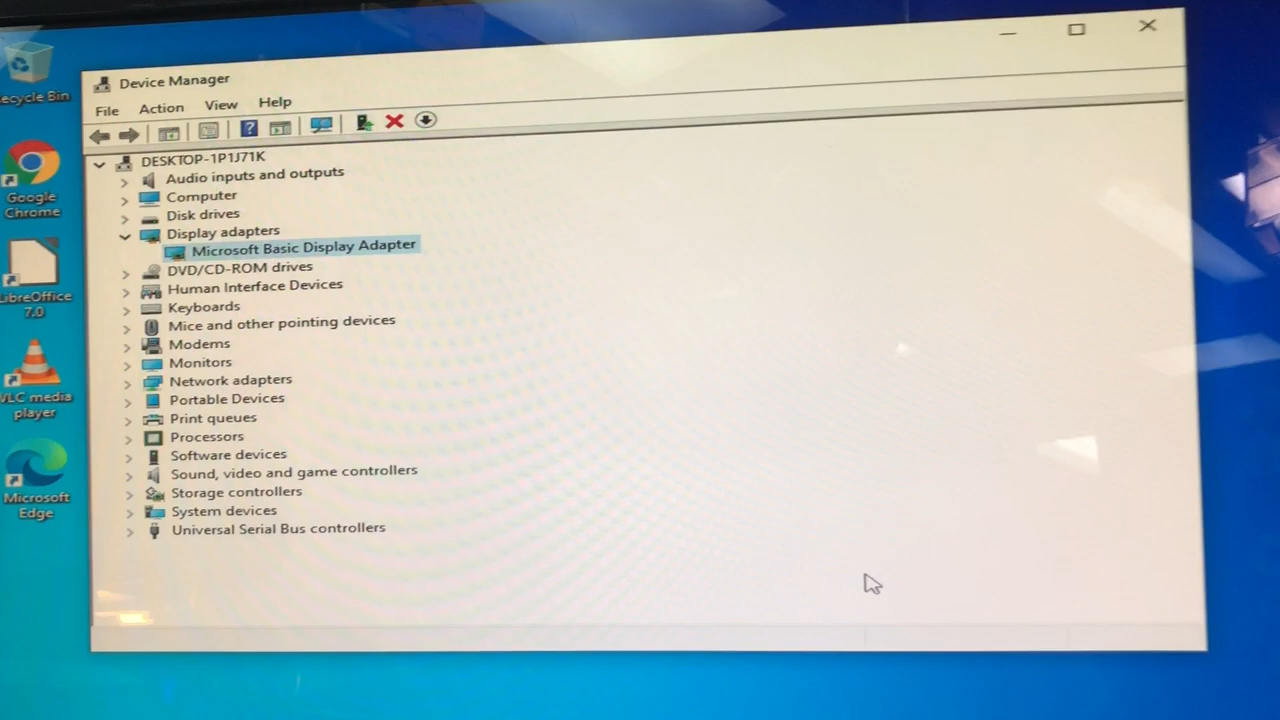 Device Manager
File Action View Help
DESKTOP-1P1J71K
Audio inputs and outputs
Computer
Disk drives
Display adapters
Microsoft Basic Display Adapter
DVD/CD-ROM drives
Human Interface Devices
Keyboards
Mice and other pointing devices
Modems
Monitors
Network adapters
Portable Devices
Print queues
Processors
Software devices
Sound, video and game controllers
Storage controllers
System devices
Universal Serial Bus controllers
ecycle Bin
Google
Chrome
LibreOffice
7.0
VLC media
player
Microsoft
Edge